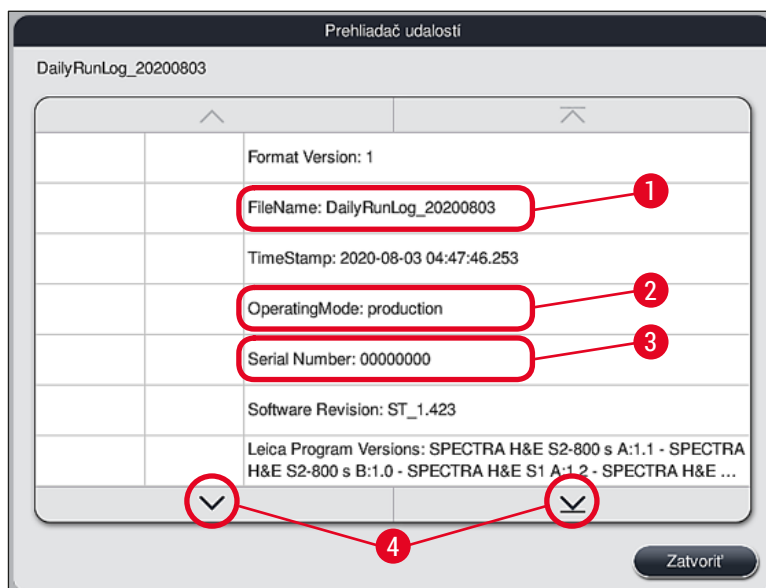 Prehliadač udalostí
DailyRunLog_20200803
Format Version: 1
FileName: DailyRunLog_20200803
1
TimeStamp: 2020-08-03 04:47:46.253
OperatingMode: production
2
Serial Number: 00000000
3
Software Revision: ST_1.423
Leica Program Versions: SPECTRA H&E S2-800 s A:1.1 - SPECTRA
H&E S2-800 s B:1.0 - SPECTRA H&E S1 A:1.2 - SPECTRA H&E ...
4
Zatvoriť